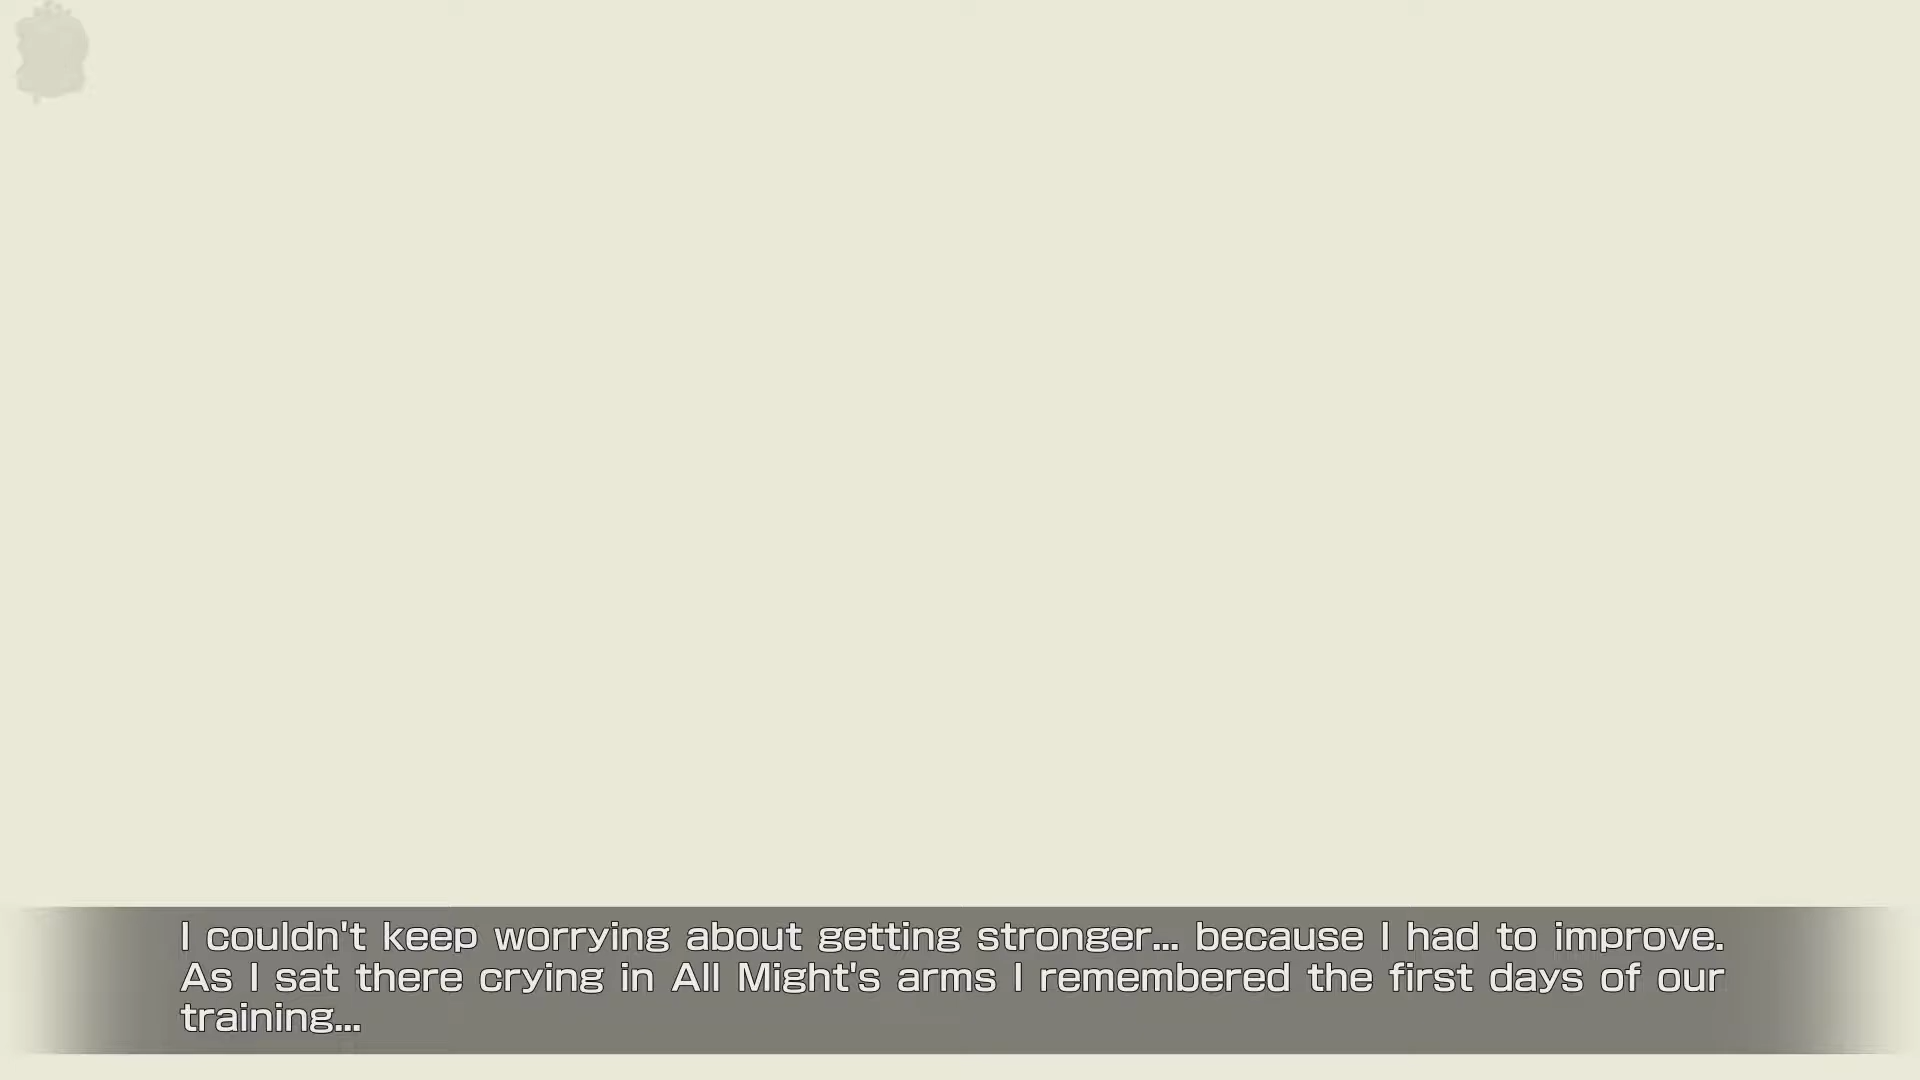 I couldn't keep worrying about getting stronger... because I had to improve.
As I sat there crying in All Might's arms I remembered the first days of our
training...